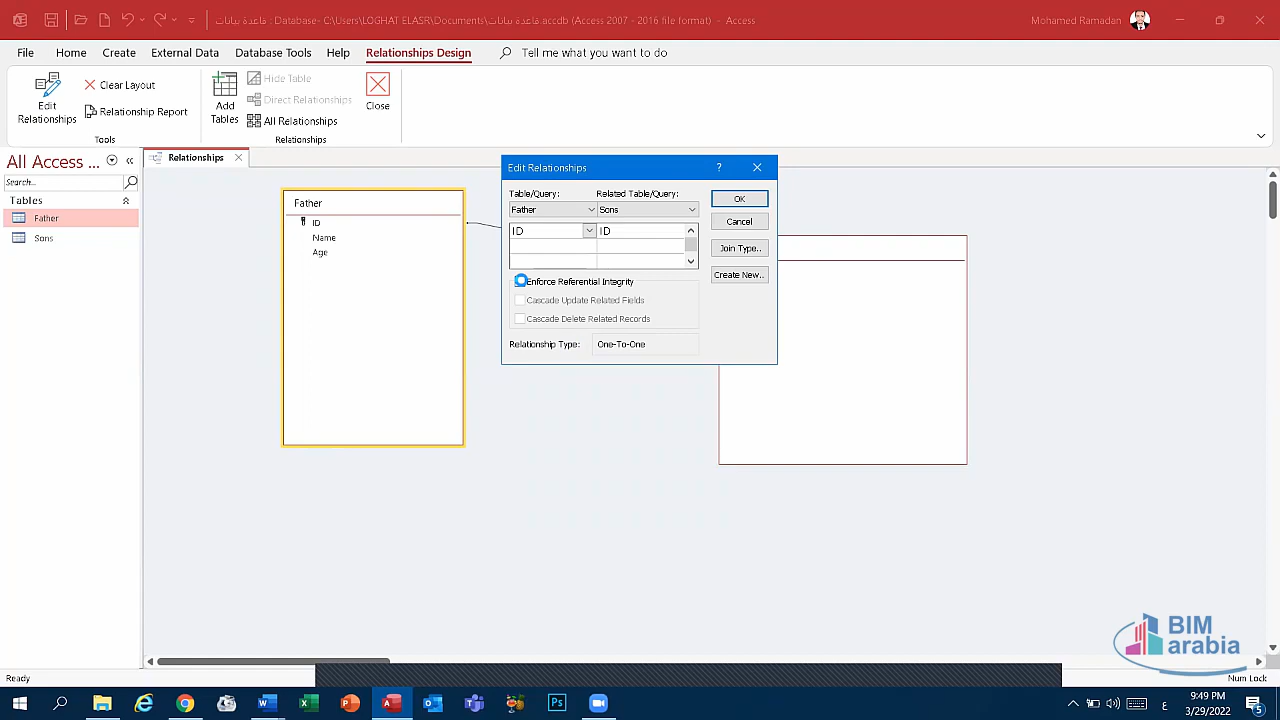 قاعدة بيانات : Database- C:\Users\LOGHAT ELASR\Documents\قاعدة بيانات.accdb (Access 2007 - 2016 file format) - Access
Mohamed Ramadan
File Home Create External Data Database Tools Help Relationships Design Tell me what you want to do
Edit Relationships
Clear Layout
Relationship Report
Tools
Add Tables
Hide Table
Direct Relationships
All Relationships
Relationships
Close
All Access ...
Search...
Tables
Father
Sons
Relationships
Father
ID
Name
Age
Edit Relationships
?
Table/Query: Related Table/Query:
Father Sons
ID ID
Enforce Referential Integrity
Cascade Update Related Fields
Cascade Delete Related Records
Relationship Type: One-To-One
OK
Cancel
Join Type..
Create New..
BIM
arabia
Ready
Num Lock
9:49 PM
3/29/2022
ع
5